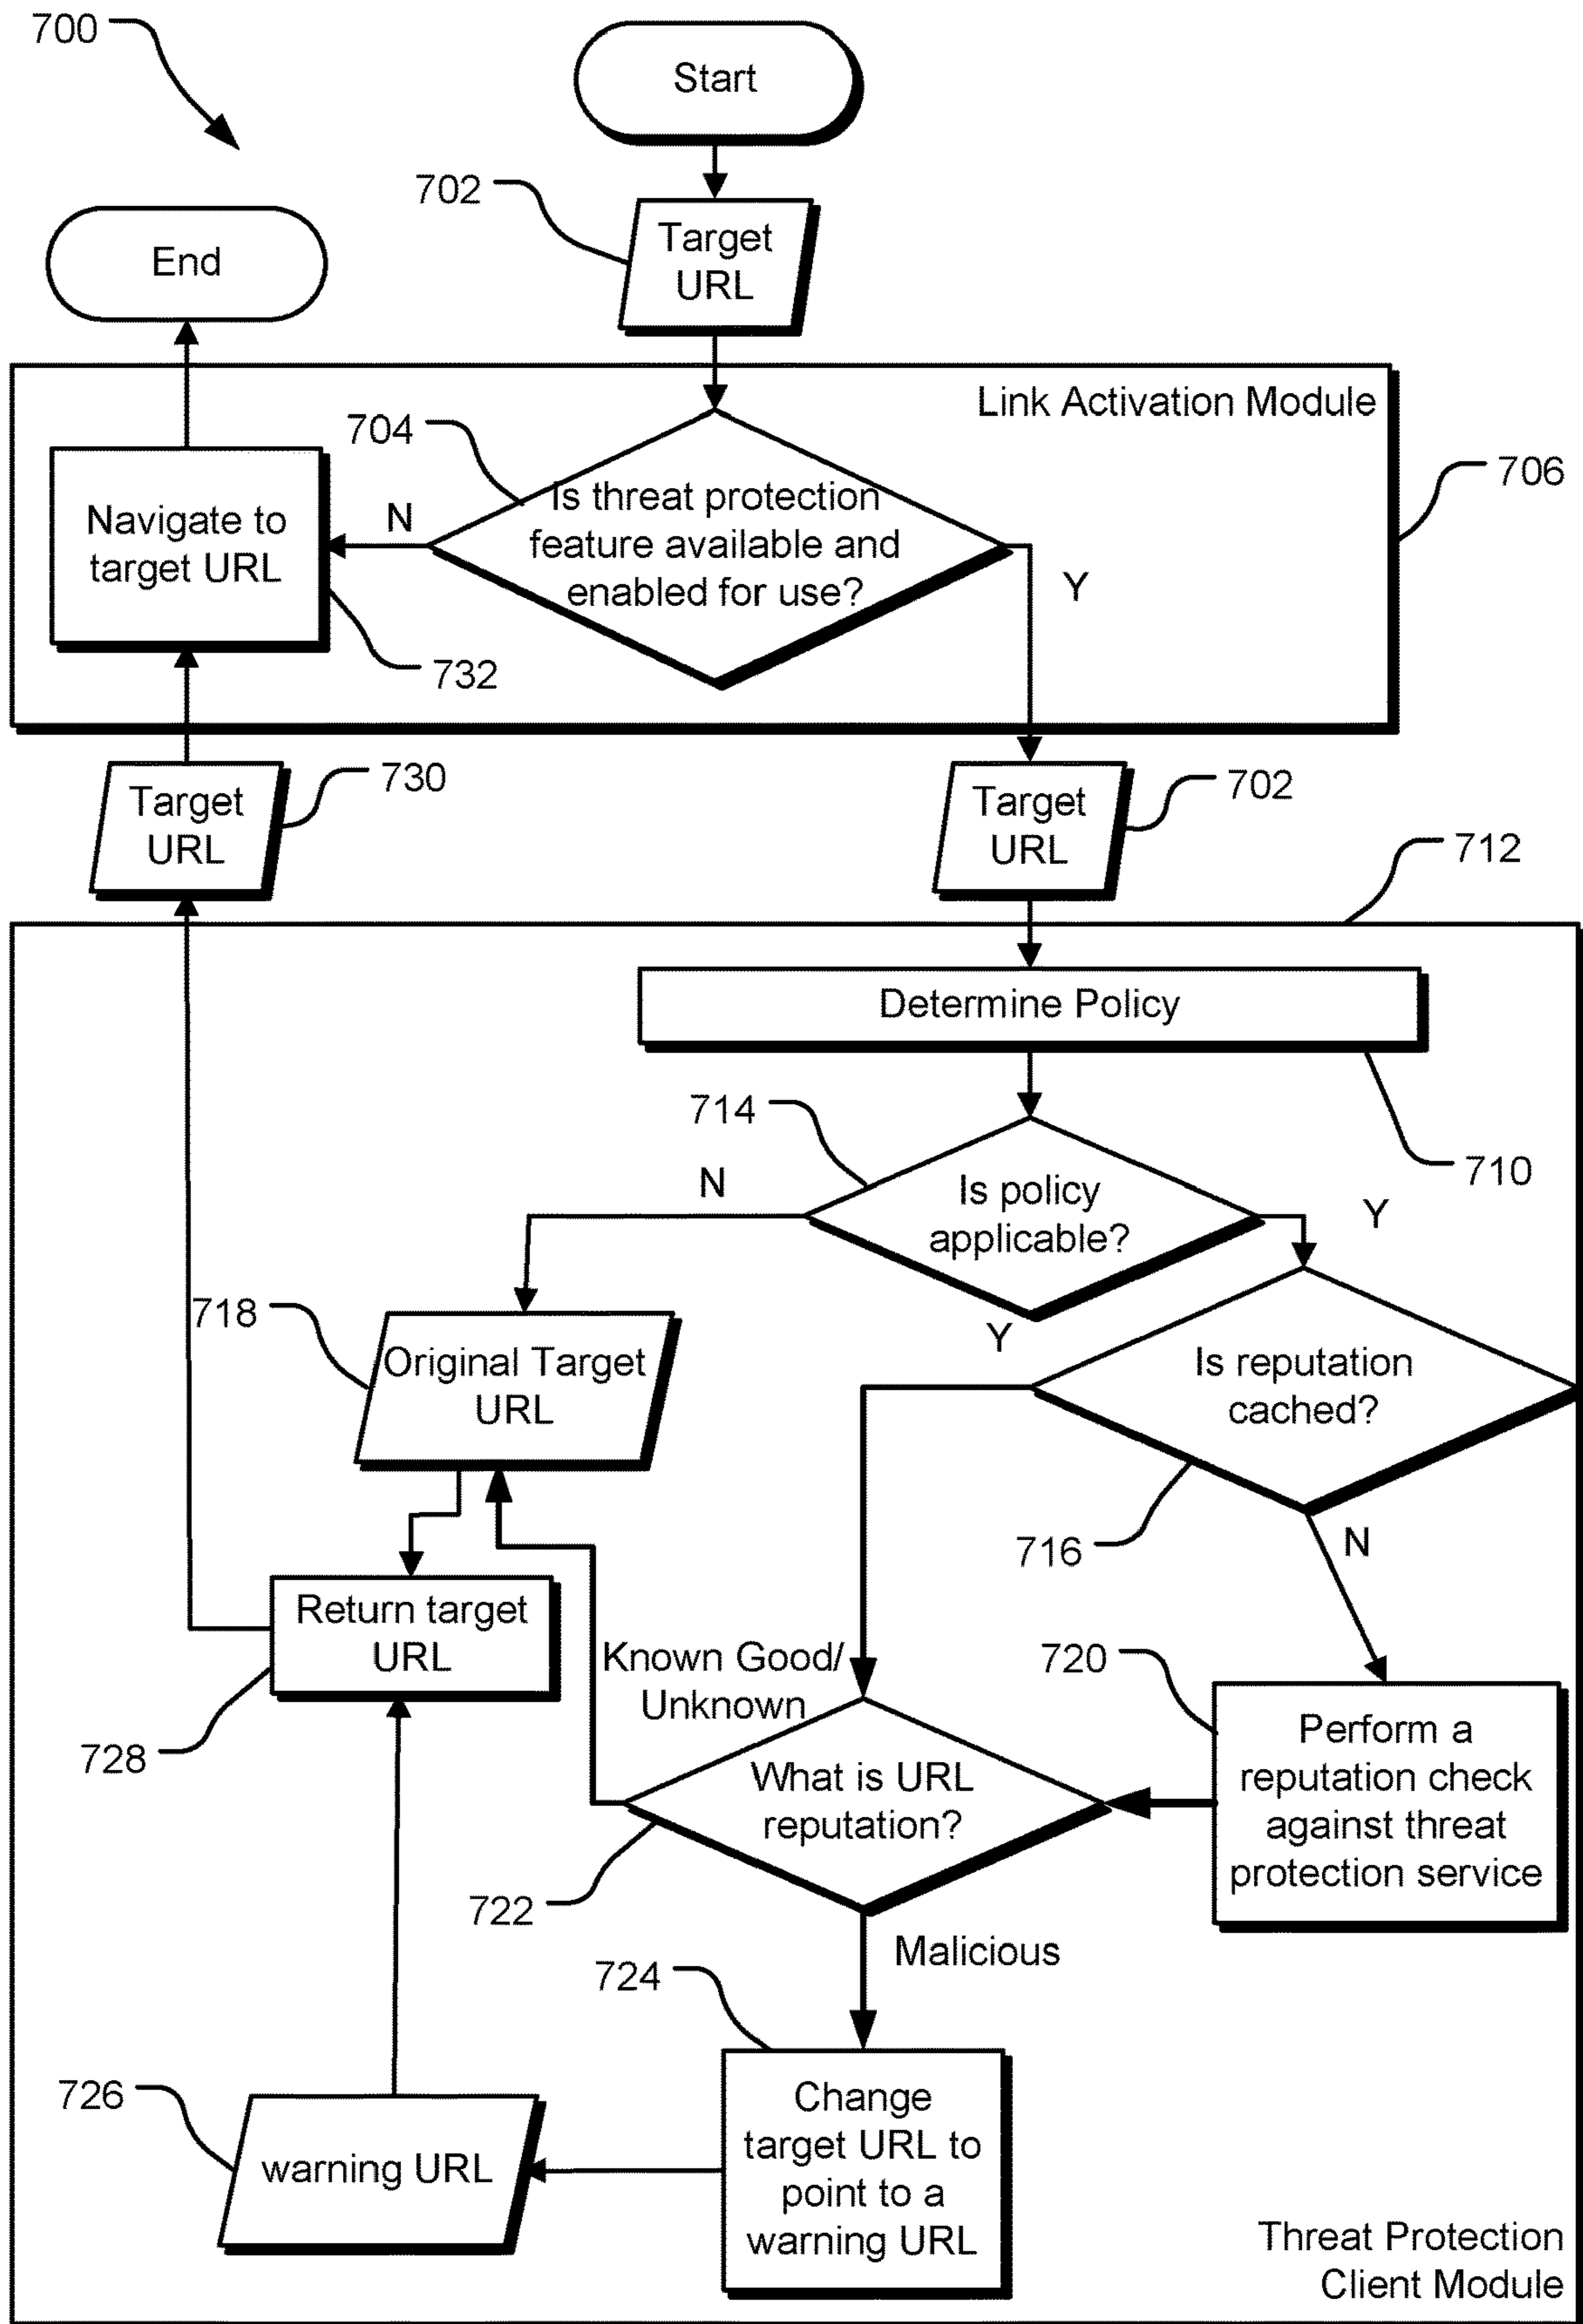 700
Start
702
Target
URL
End
Link Activation Module
704
706
Is threat protection
feature available and
enabled for use?
N
Y
Navigate to
target URL
732
Target
URL
730
Target
URL
702
712
Determine Policy
710
714
Is policy
applicable?
N
Y
718
Original Target
URL
Y
Is reputation
cached?
716
N
Return target
URL
728
Known Good/
Unknown
720
Perform a
reputation check
against threat
protection service
What is URL
reputation?
722
Malicious
724
Change
target URL to
point to a
warning URL
726
warning URL
Threat Protection
Client Module